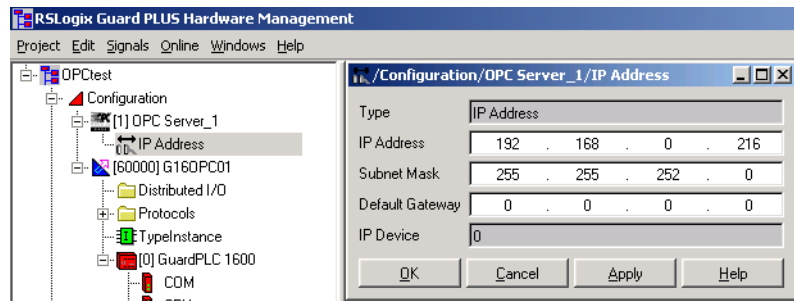 RSLogix Guard PLUS Hardware Management
Project Edit Signals Online Windows Help
OPCtest
Configuration
[1] OPC Server_1
IP Address
[60000] G16OPC01
Distributed I/O
Protocols
TypeInstance
[0] GuardPLC 1600
COM
/Configuration/OPC Server_1/IP Address
Type IP Address
IP Address 192 . 168 . 0 . 216
Subnet Mask 255 . 255 . 252 . 0
Default Gateway 0 . 0 . 0 . 0
IP Device 0
OK Cancel Apply Help